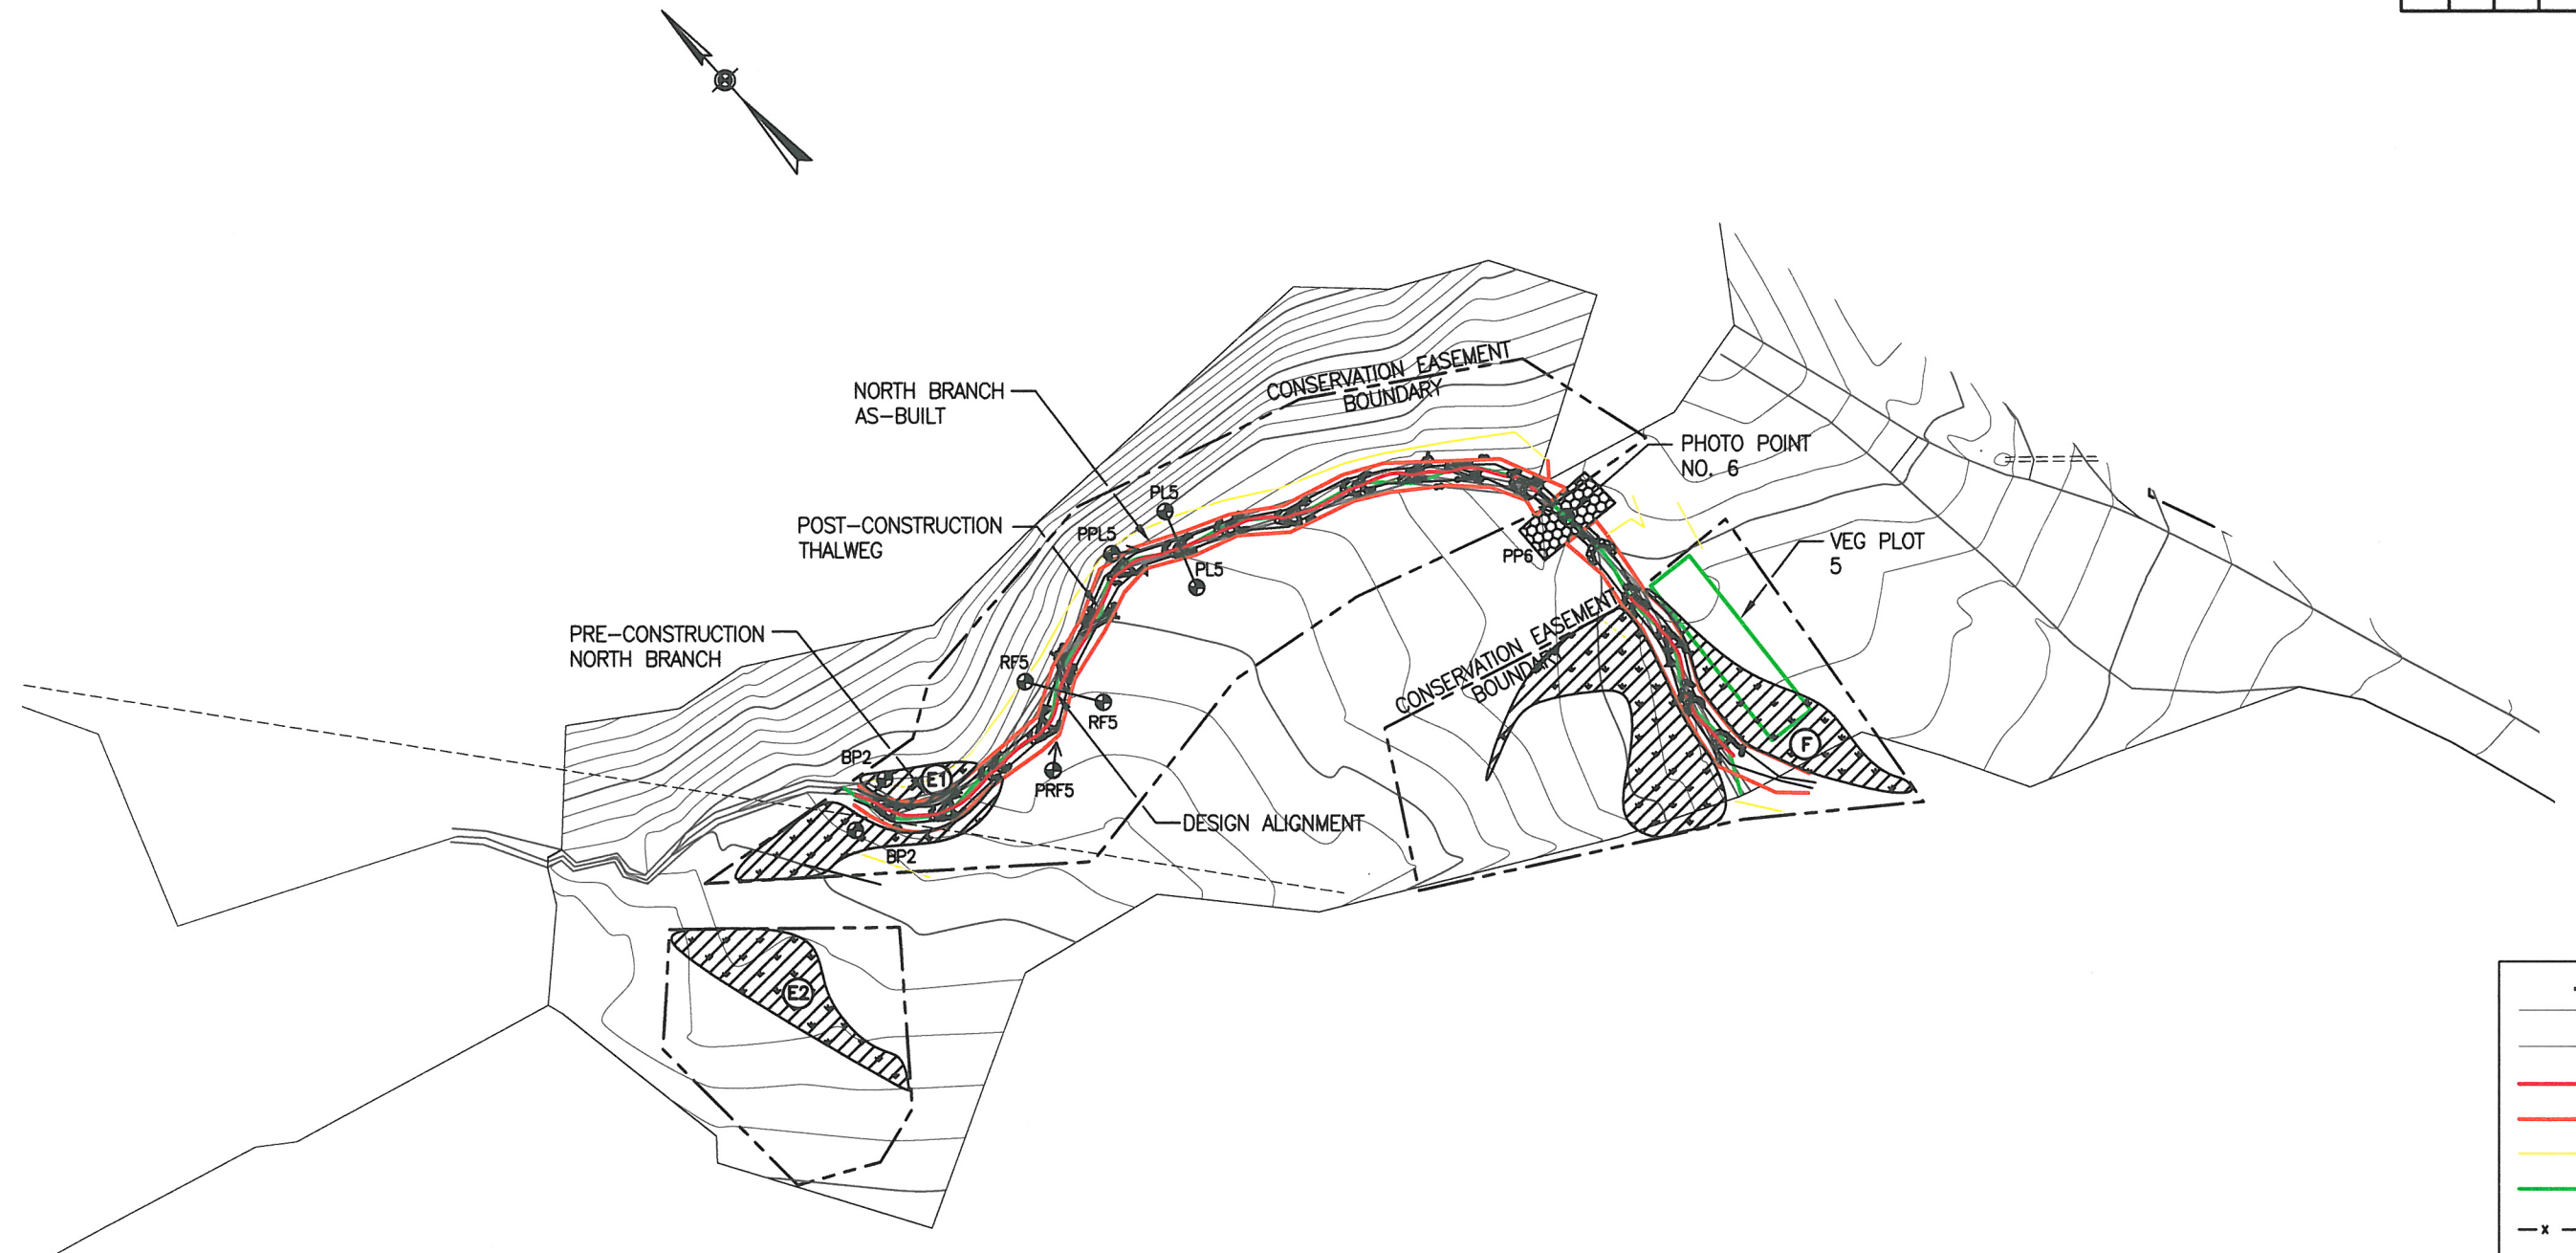 CONSERVATION EASEMENT
BOUNDARY
NORTH BRANCH
AS-BUILT
PHOTO POINT
NO. 6
PL5
POST-CONSTRUCTION
THALWEG
PPL5
PL5
PP6
VEG PLOT
5
CONSERVATION EASEMENT
BOUNDARY
PRE-CONSTRUCTION
NORTH BRANCH
RF5
RF5
BP2
E1
PRF5
F
DESIGN ALIGNMENT
BP2
E2
x